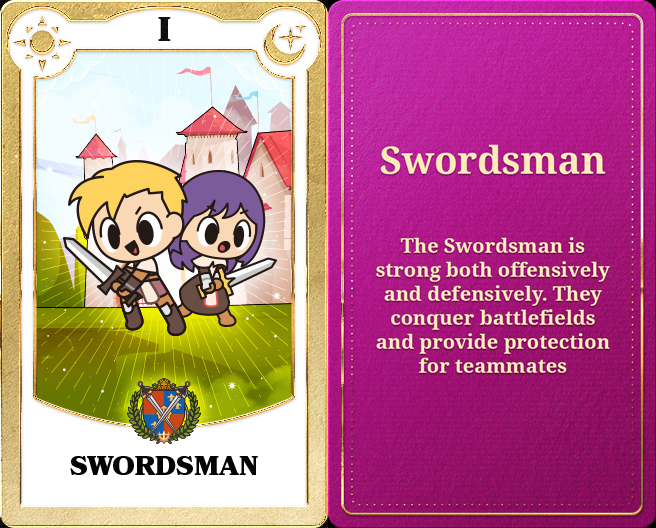 I
SWORDSMAN
Swordsman
The Swordsman is
strong both offensively
and defensively. They
conquer battlefields
and provide protection
for teammates